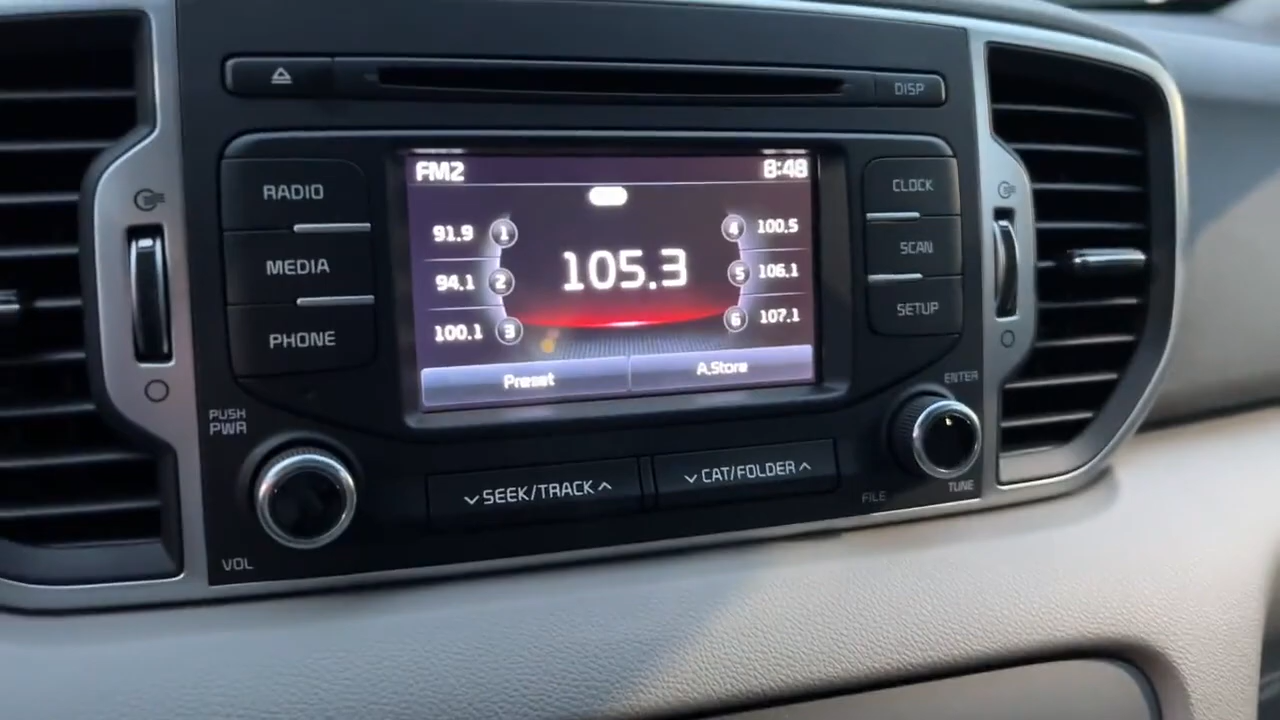 DISP
RADIO
MEDIA
PHONE
FM2 8:48
91.9 1
94.1 2
100.1 3
105.3
4 100.5
5 106.1
6 107.1
Preset A.Store
CLOCK
SCAN
SETUP
PUSH
PWR
VOL
SEEK/TRACK
CAT/FOLDER
ENTER
FILE
TUNE